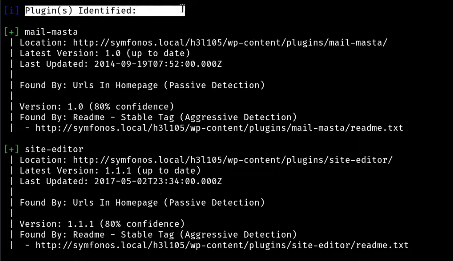 [i] Plugin(s) Identified:
[+] mail-masta
| Location: http://symfonos.local/h3l105/wp-content/plugins/mail-masta/
| Latest Version: 1.0 (up to date)
| Last Updated: 2014-09-19T07:52:00.000Z
|
| Found By: Urls In Homepage (Passive Detection)
|
| Version: 1.0 (80% confidence)
| Found By: Readme - Stable Tag (Aggressive Detection)
|  - http://symfonos.local/h3l105/wp-content/plugins/mail-masta/readme.txt
[+] site-editor
| Location: http://symfonos.local/h3l105/wp-content/plugins/site-editor/
| Latest Version: 1.1.1 (up to date)
| Last Updated: 2017-05-02T23:34:00.000Z
|
| Found By: Urls In Homepage (Passive Detection)
|
| Version: 1.1.1 (80% confidence)
| Found By: Readme - Stable Tag (Aggressive Detection)
|  - http://symfonos.local/h3l105/wp-content/plugins/site-editor/readme.txt